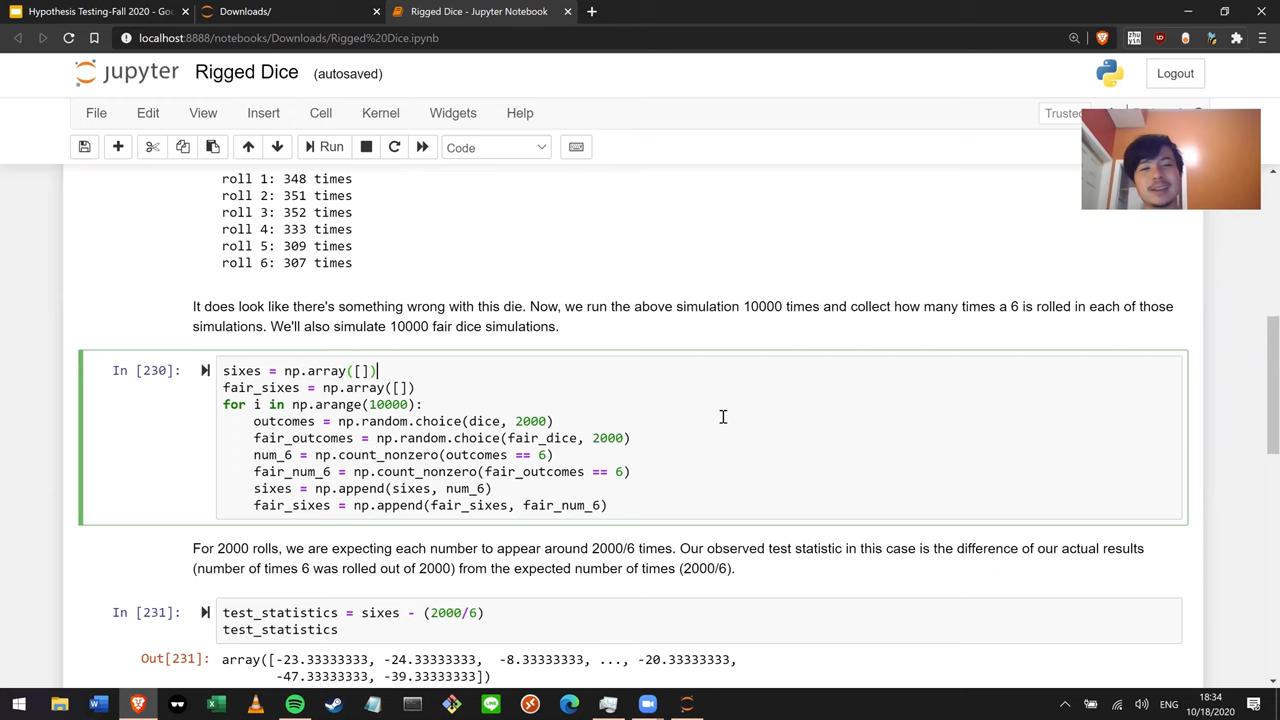 Hypothesis Testing-Fall 2020 - Goo
Downloads/
Rigged Dice - Jupyter Notebook
localhost:8888/notebooks/Downloads/Rigged%20Dice.ipynb
jupyter Rigged Dice (autosaved)
Logout
File Edit View Insert Cell Kernel Widgets Help
Trusted
Run
Code
roll 1: 348 times
roll 2: 351 times
roll 3: 352 times
roll 4: 333 times
roll 5: 309 times
roll 6: 307 times
It does look like there's something wrong with this die. Now, we run the above simulation 10000 times and collect how many times a 6 is rolled in each of those
simulations. We'll also simulate 10000 fair dice simulations.
In [230]:
sixes = np.array([])
fair_sixes = np.array([])
for i in np.arange(10000):
    outcomes = np.random.choice(dice, 2000)
    fair_outcomes = np.random.choice(fair_dice, 2000)
    num_6 = np.count_nonzero(outcomes == 6)
    fair_num_6 = np.count_nonzero(fair_outcomes == 6)
    sixes = np.append(sixes, num_6)
    fair_sixes = np.append(fair_sixes, fair_num_6)
For 2000 rolls, we are expecting each number to appear around 2000/6 times. Our observed test statistic in this case is the difference of our actual results
(number of times 6 was rolled out of 2000) from the expected number of times (2000/6).
In [231]:
test_statistics = sixes - (2000/6)
test_statistics
Out[231]: array([-23.33333333, -24.33333333,  -8.33333333, ..., -20.33333333,
-47.33333333, -39.33333333])
ENG
18:34
10/18/2020